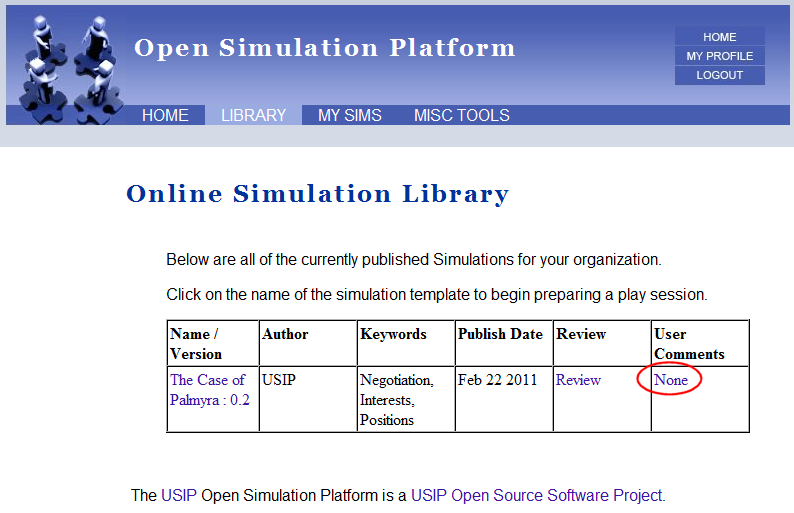 Open Simulation Platform
HOME
MY PROFILE
LOGOUT
HOME LIBRARY MY SIMS MISC TOOLS
Online Simulation Library
Below are all of the currently published Simulations for your organization.
Click on the name of the simulation template to begin preparing a play session.
Name / Version Author Keywords Publish Date Review User Comments
The Case of Palmyra : 0.2 USIP Negotiation, Interests, Positions Feb 22 2011 Review None
The USIP Open Simulation Platform is a USIP Open Source Software Project.